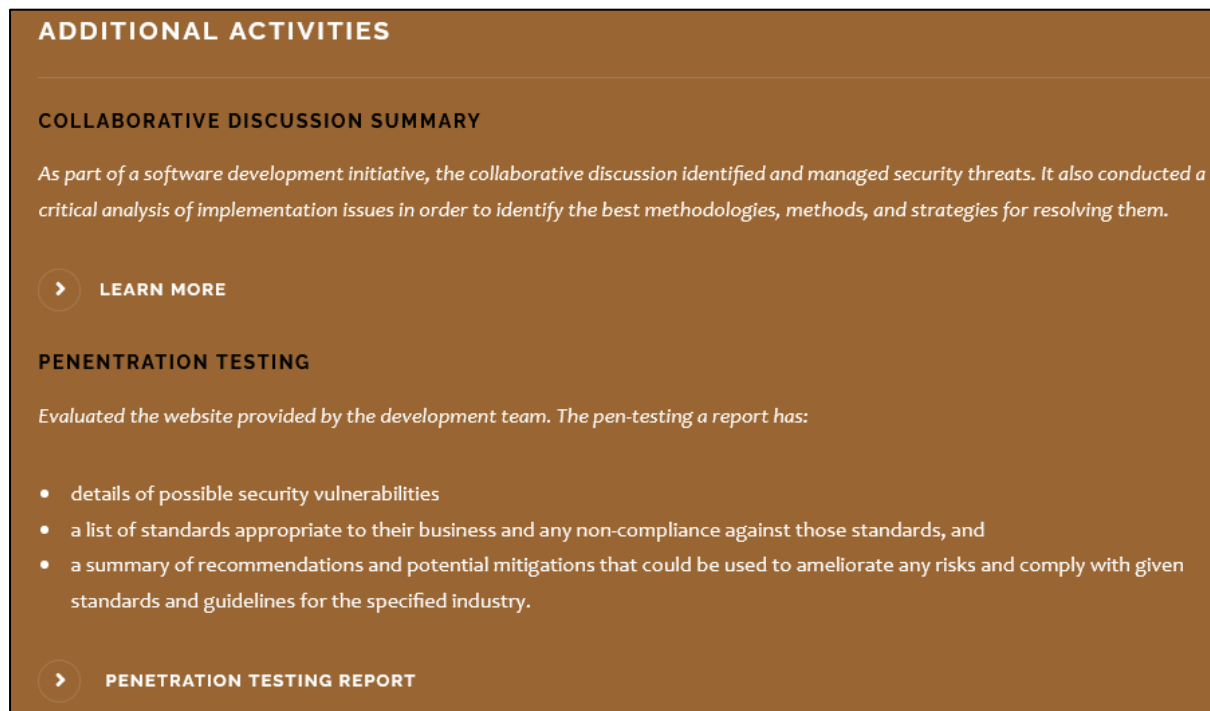 ADDITIONAL ACTIVITIES
COLLABORATIVE DISCUSSION SUMMARY
As part of a software development initiative, the collaborative discussion identified and managed security threats. It also conducted a
critical analysis of implementation issues in order to identify the best methodologies, methods, and strategies for resolving them.
LEARN MORE
PENENTRATION TESTING
Evaluated the website provided by the development team. The pen-testing a report has:
• details of possible security vulnerabilities
• a list of standards appropriate to their business and any non-compliance against those standards, and
• a summary of recommendations and potential mitigations that could be used to ameliorate any risks and comply with given
standards and guidelines for the specified industry.
PENETRATION TESTING REPORT